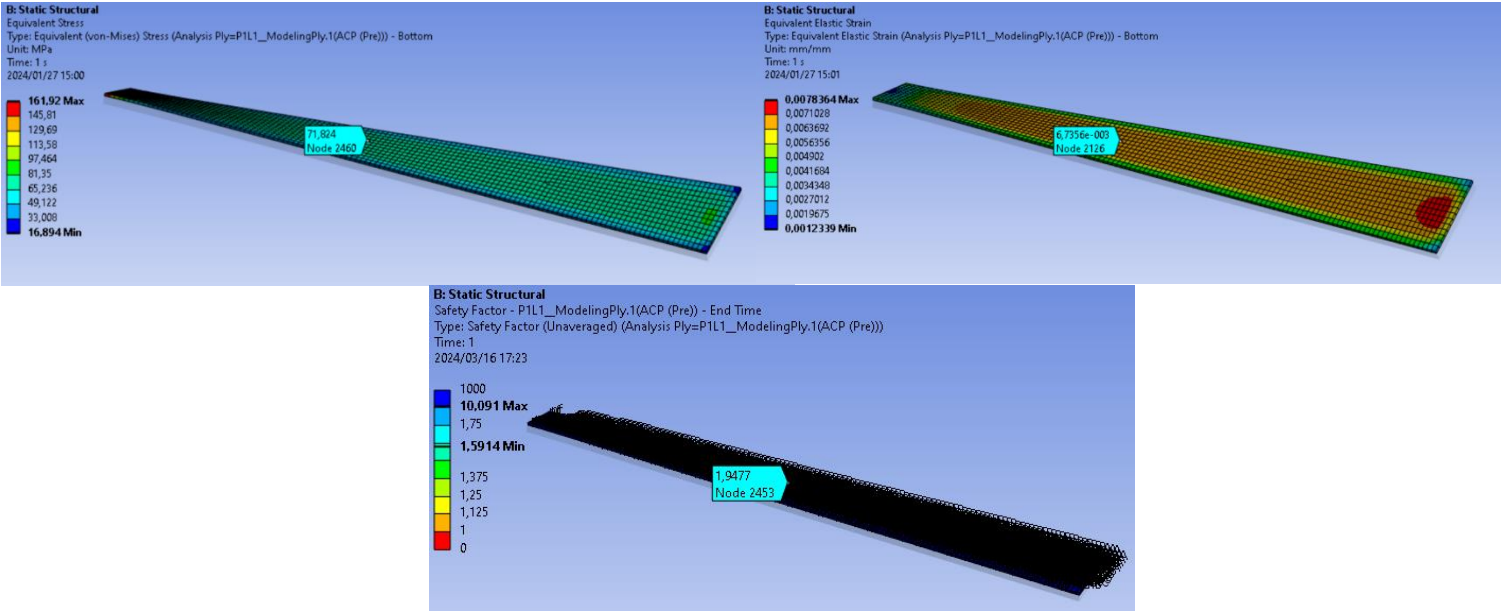 B: Static Structural
Equivalent Stress
Type: Equivalent (von-Mises) Stress (Analysis Ply=P1L1__ModelingPly.1(ACP (Pre))) - Bottom
Unit: MPa
Time: 1 s
2024/01/27 15:00
161,92 Max
145,81
129,69
113,58
97,464
81,35
65,236
49,122
33,008
16,894 Min
71,824
Node 2460
B: Static Structural
Equivalent Elastic Strain
Type: Equivalent Elastic Strain (Analysis Ply=P1L1__ModelingPly.1(ACP (Pre))) - Bottom
Unit: mm/mm
Time: 1 s
2024/01/27 15:01
0,0078364 Max
0,0071028
0,0063692
0,0056356
0,004902
0,0041684
0,0034348
0,0027012
0,0019675
0,0012339 Min
6,7356e-003
Node 2126
B: Static Structural
Safety Factor - P1L1__ModelingPly.1(ACP (Pre)) - End Time
Type: Safety Factor (Unaveraged) (Analysis Ply=P1L1__ModelingPly.1(ACP (Pre)))
Time: 1
2024/03/16 17:23
1000
10,091 Max
1,75
1,5914 Min
1,375
1,25
1,125
1
0
1,9477
Node 2453